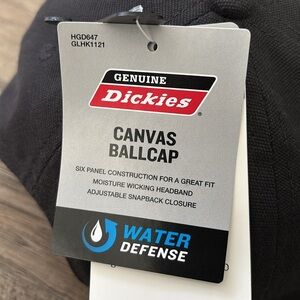 HGD647
GLHK1121
GENUINE
Dickies®
CANVAS
BALLCAP
SIX PANEL CONSTRUCTION FOR A GREAT FIT
MOISTURE WICKING HEADBAND
ADJUSTABLE SNAPBACK CLOSURE
WATER
DEFENSE